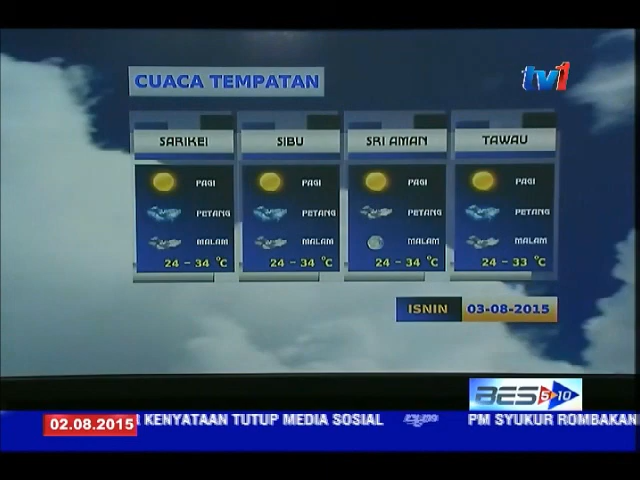 CUACA TEMPATAN
tv1
SARIKEI
PAGI
PETANG
MALAM
24 - 34 °C
SIBU
PAGI
PETANG
MALAM
24 - 34 °C
SRI AMAN
PAGI
PETANG
MALAM
24 - 34 °C
TAWAU
PAGI
PETANG
MALAM
24 - 33 °C
ISNIN 03-08-2015
BES 5 10
02.08.2015 I KENYATAAN TUTUP MEDIA SOSIAL PM SYUKUR ROMBAKAN